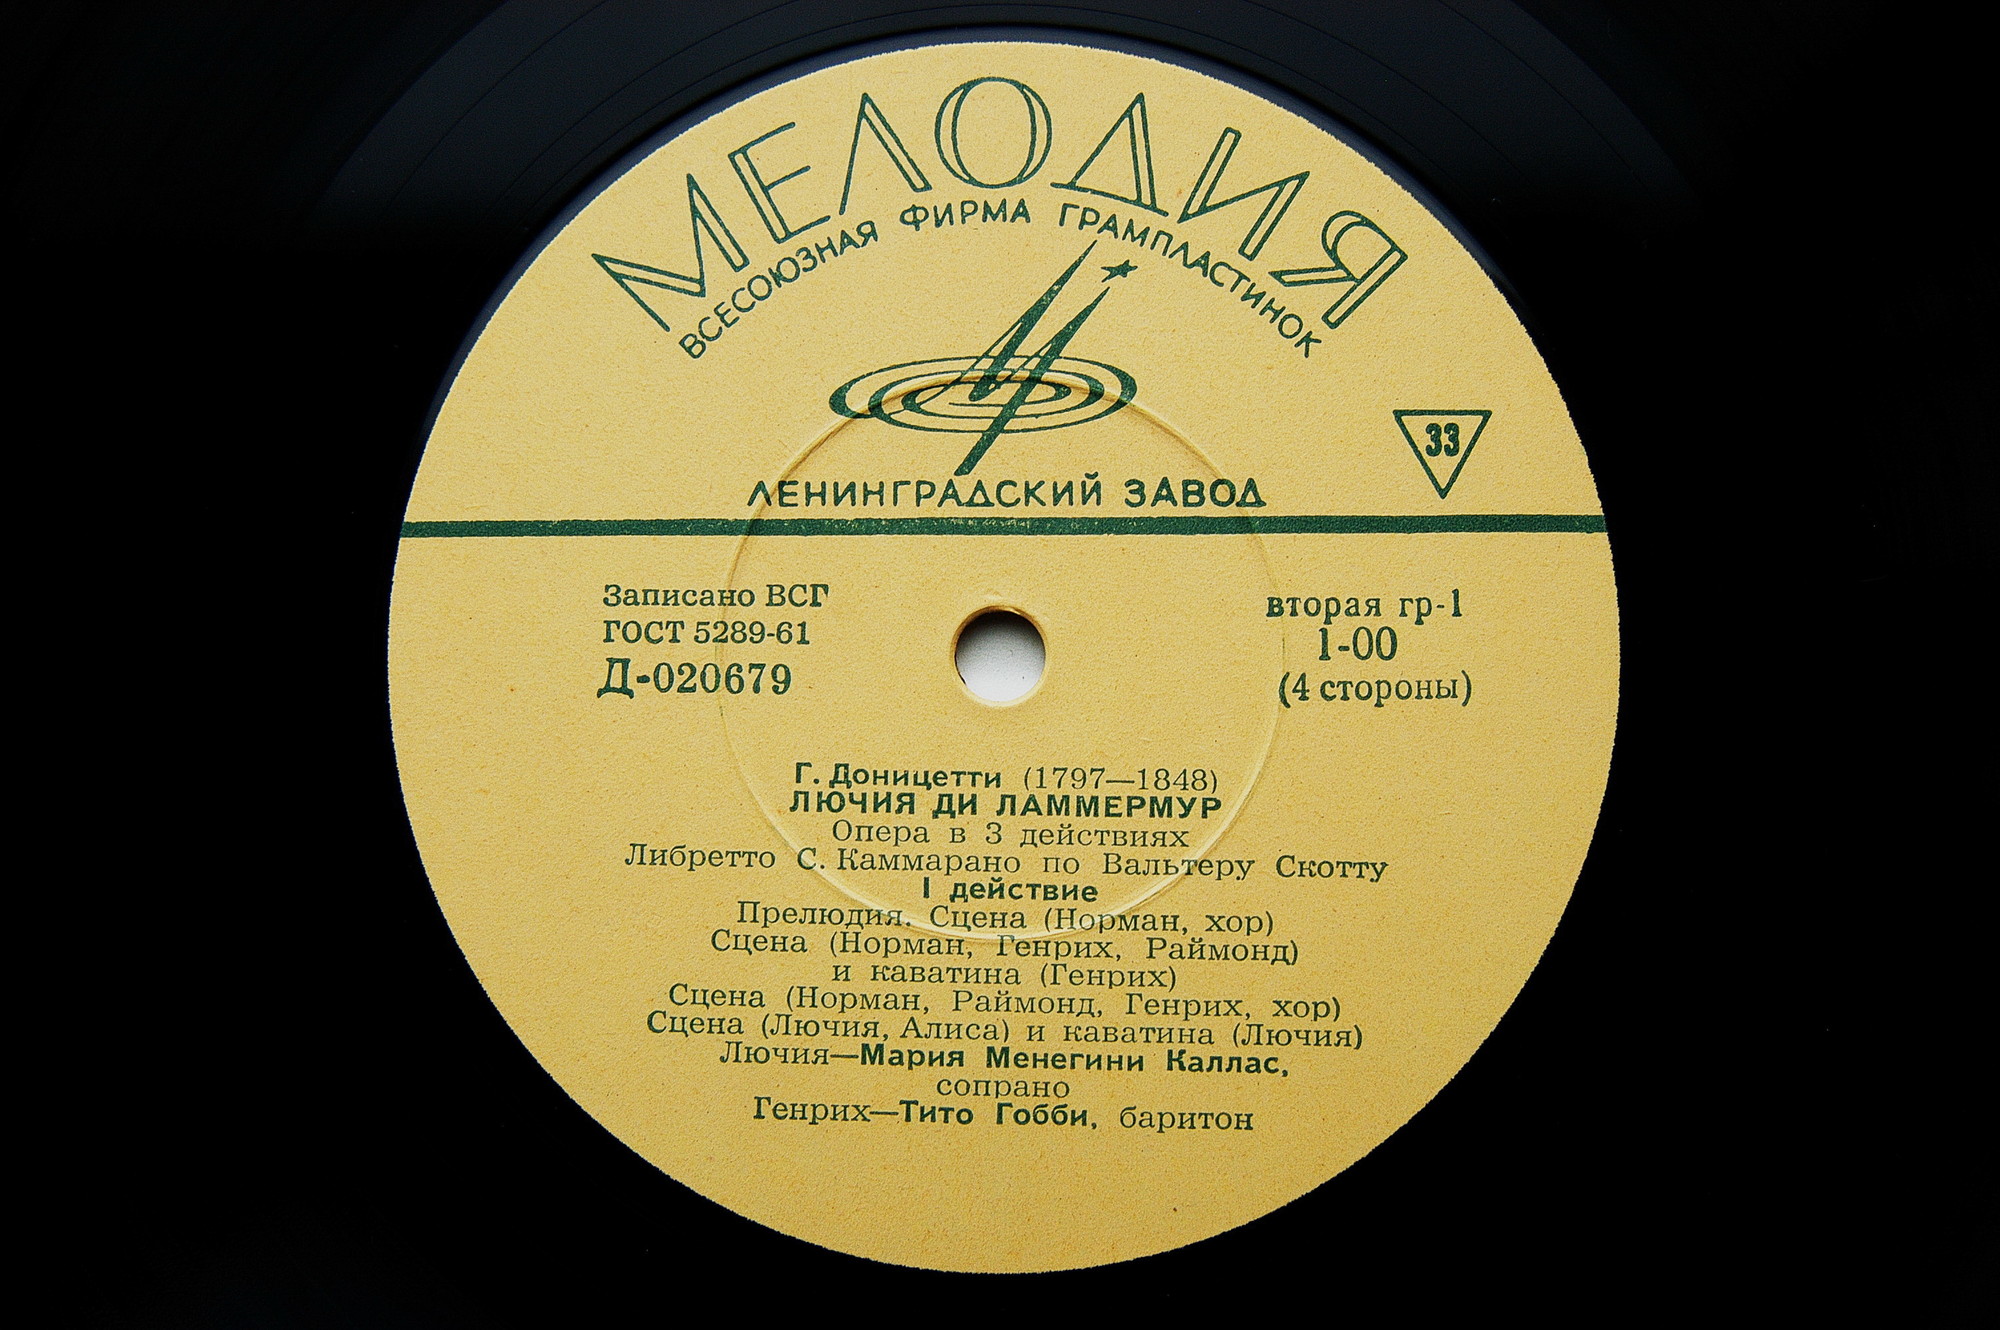 МЕЛОДИЯ
ВСЕСОЮЗНАЯ ФИРМА ГРАМПЛАСТИНОК
33
ЛЕНИНГРАДСКИЙ ЗАВОД
Записано ВСГ
ГОСТ 5289-61
Д-020679
вторая гр-1
1-00
(4 стороны)
Г. Доницетти (1797—1848)
ЛЮЧИЯ ДИ ЛАММЕРМУР
Опера в 3 действиях
Либретто С. Каммарано по Вальтеру Скотту
I действие
Прелюдия. Сцена (Норман, хор)
Сцена (Норман, Генрих, Раймонд)
и каватина (Генрих)
Сцена (Норман, Раймонд, Генрих, хор)
Сцена (Лючия, Алиса) и каватина (Лючия)
Лючия—Мария Менегини Каллас,
сопрано
Генрих—Тито Гобби, баритон